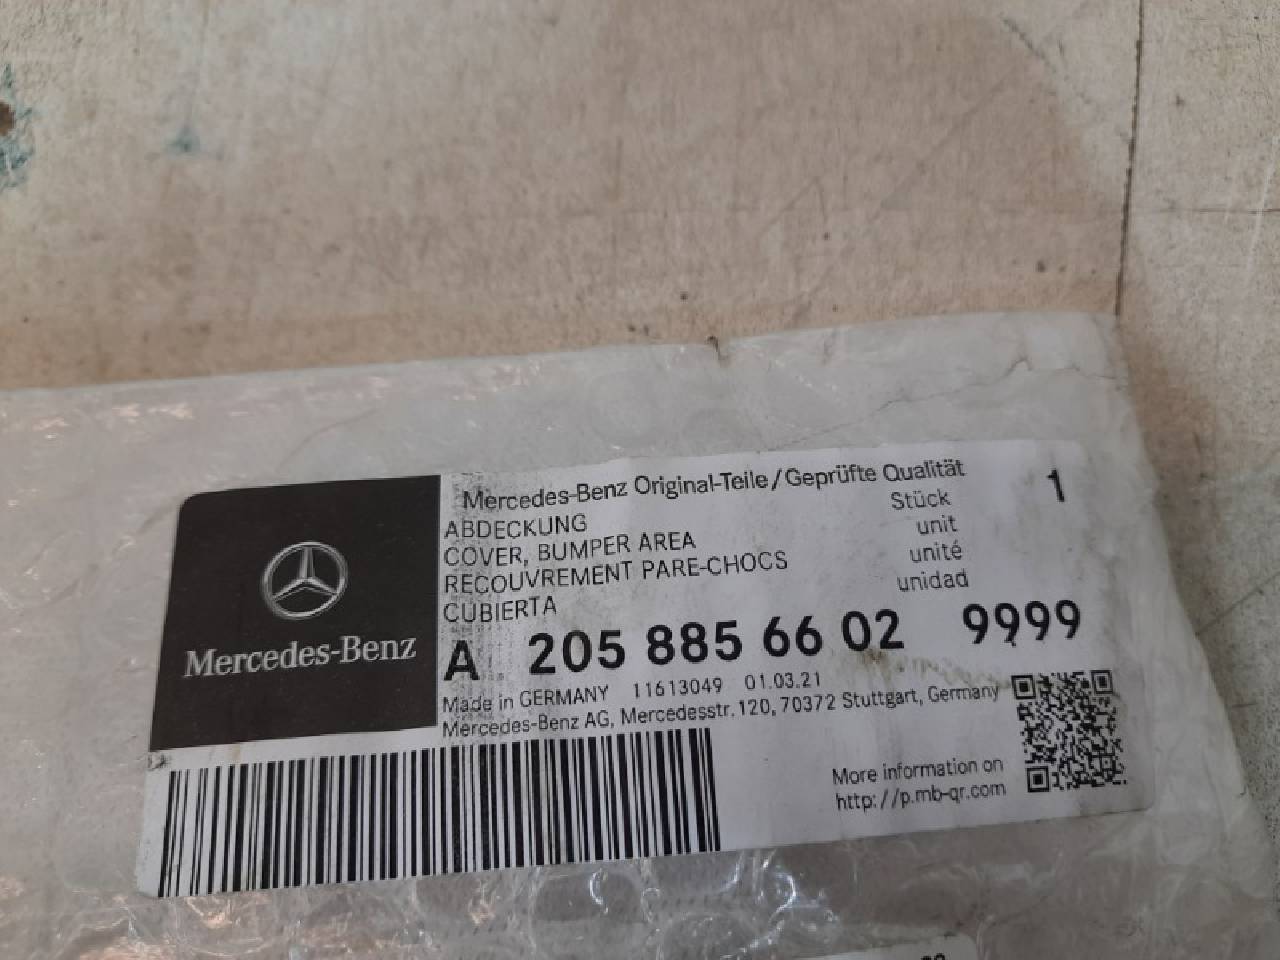 Mercedes-Benz Original-Teile/Geprüfte Qualität
ABDECKUNG Stück 1
COVER, BUMPER AREA unit
RECOUVREMENT PARE-CHOCS unité
CUBIERTA unidad
A 205 885 66 02 9999
Made in GERMANY 11613049 01.03.21
Mercedes-Benz AG, Mercedesstr. 120, 70372 Stuttgart, Germany
Mercedes-Benz
More information on
http://p.mb-qr.com